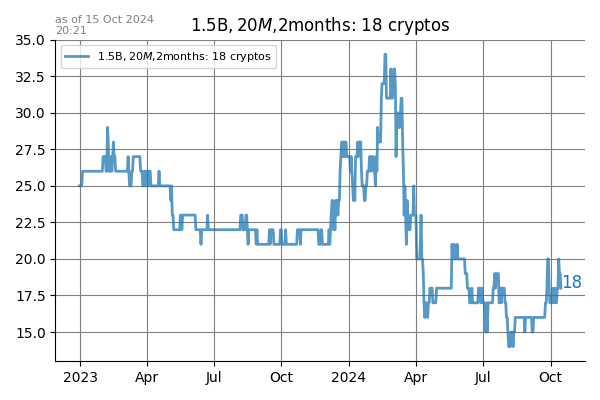 as of 15 Oct 2024
20:21
1.5B, 20M,2months: 18 cryptos
1.5B, 20M,2months: 18 cryptos
35.0
32.5
30.0
27.5
25.0
22.5
20.0
18
17.5
15.0
2023 Apr Jul Oct 2024 Apr Jul Oct